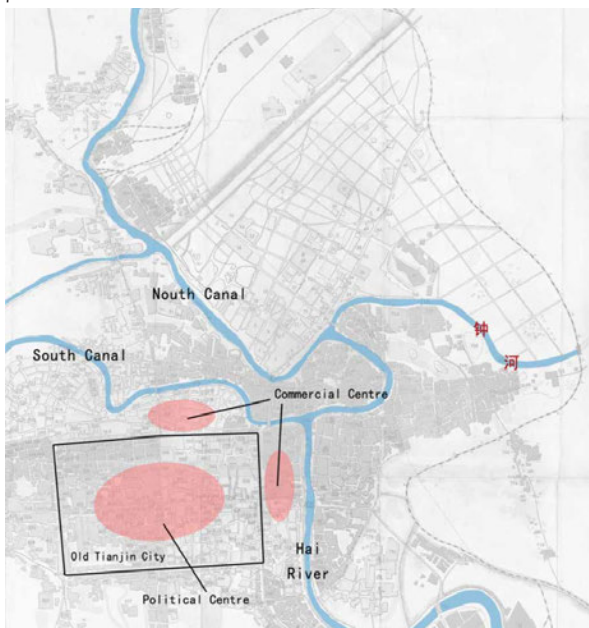 Nouth Canal
钟
South Canal
河
Commercial Centre
Old Tianjin City
Hai
River
Political Centre